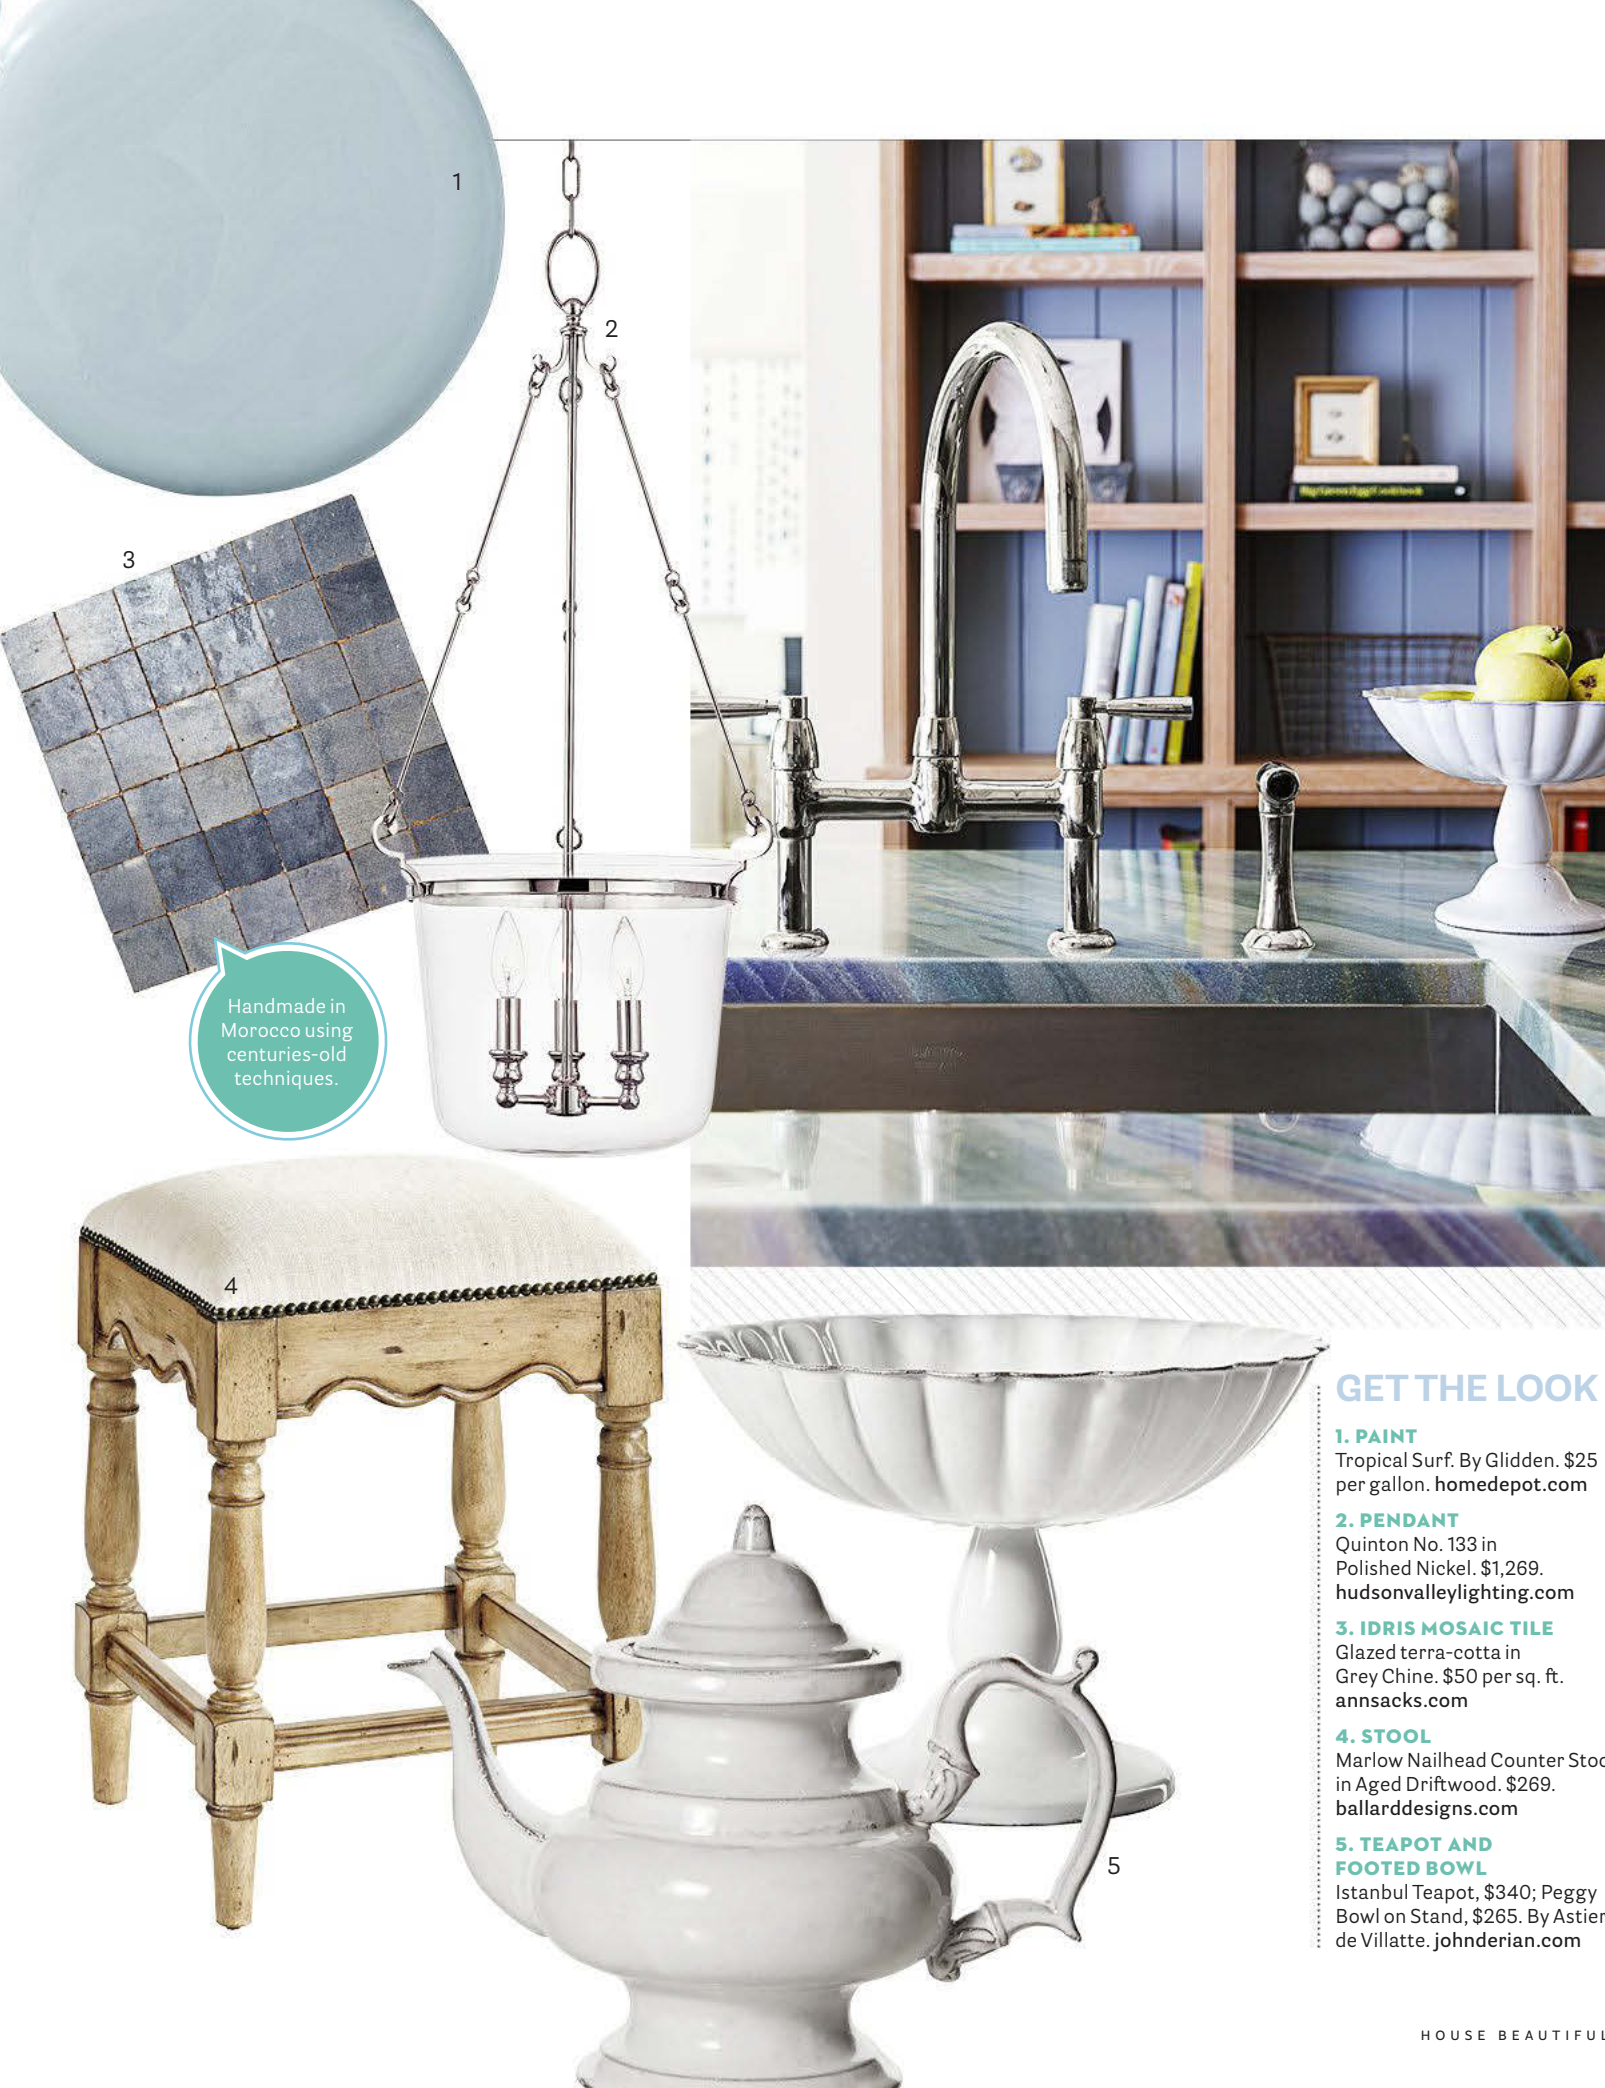 1
2
3
Handmade in
Morocco using
centuries-old
techniques.
4
5
GET THE LOOK
1. PAINT
Tropical Surf. By Glidden. $25
per gallon. homedepot.com
2. PENDANT
Quinton No. 133 in
Polished Nickel. $1,269.
hudsonvalleylighting.com
3. IDRIS MOSAIC TILE
Glazed terra-cotta in
Grey Chine. $50 per sq. ft.
annsacks.com
4. STOOL
Marlow Nailhead Counter Stoo
in Aged Driftwood. $269.
ballarddesigns.com
5. TEAPOT AND
FOOTED BOWL
Istanbul Teapot, $340; Peggy
Bowl on Stand, $265. By Astier
de Villatte. johnderian.com
HOUSE BEAUTIFUL